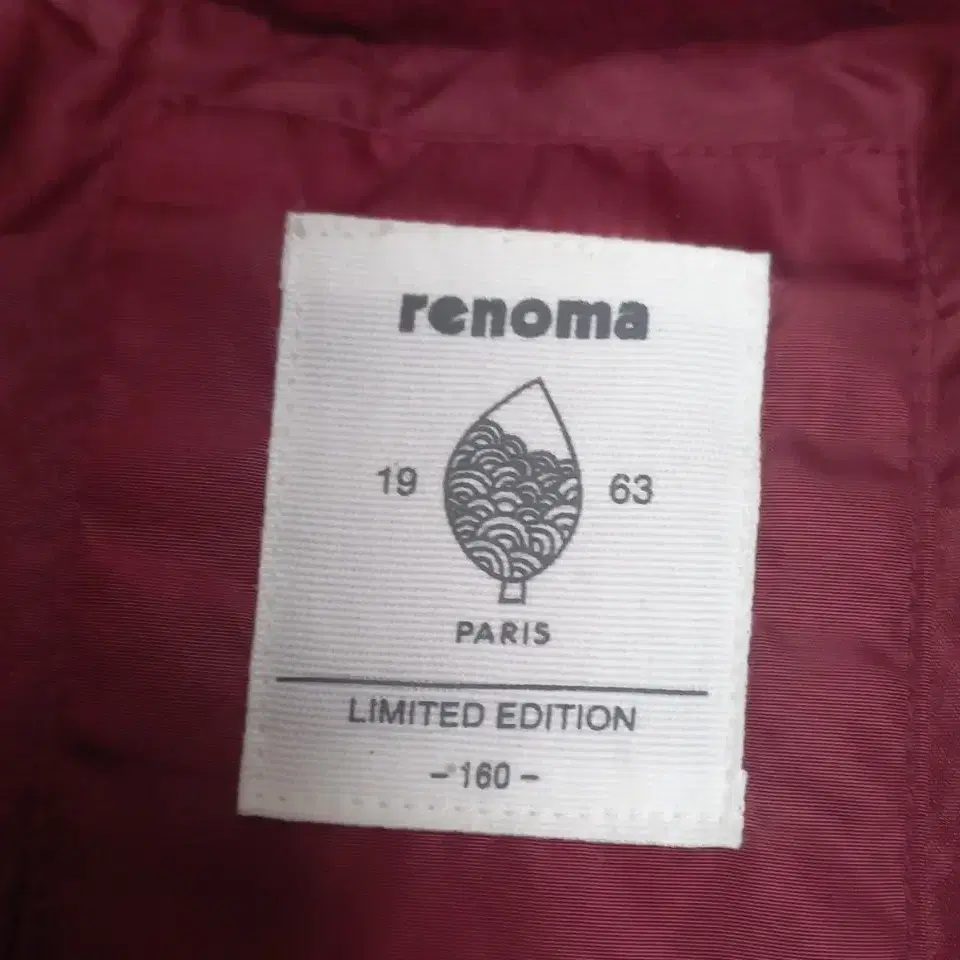 renoma
19 63
PARIS
LIMITED EDITION
- 160 -